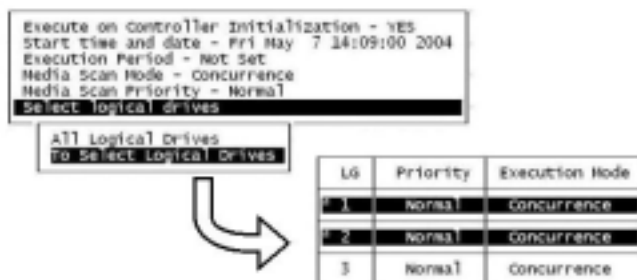 Execute on Controller Initialization - YES
Start time and date - Fri May 7 14:09:00 2004
Execution Period - Not Set
Media Scan Mode - Concurrence
Media Scan Priority - Normal
Select logical drives
All Logical Drives
To Select Logical Drives
LG Priority Execution Mode
* 1 Normal Concurrence
* 2 Normal Concurrence
3 Normal Concurrence